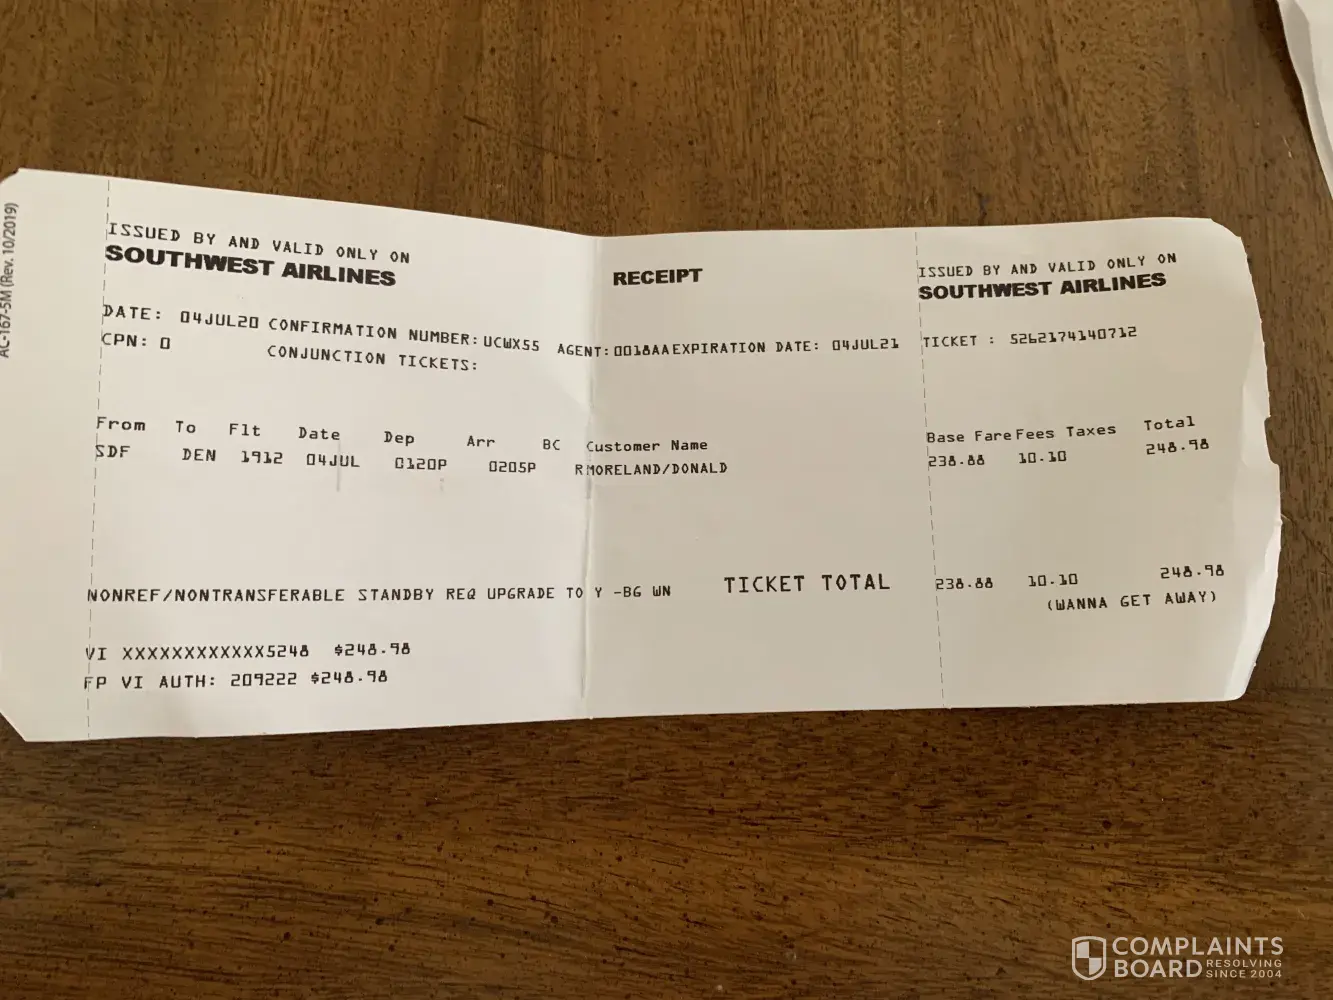 AC-167-5M (Rev. 10/2019)
ISSUED BY AND VALID ONLY ON
SOUTHWEST AIRLINES
RECEIPT
ISSUED BY AND VALID ONLY ON
SOUTHWEST AIRLINES
DATE: 04JUL20 CONFIRMATION NUMBER: UCWX55 AGENT: 0018AA EXPIRATION DATE: 04JUL21 TICKET : 5262174140712
CPN: 0 CONJUNCTION TICKETS:
From To Flt Date Dep Arr BC Customer Name Base Fare Fees Taxes Total
SDF DEN 1912 04JUL 0120P 0205P R MORELAND/DONALD 238.88 10.10 248.98
NONREF/NONTRANSFERABLE STANDBY REQ UPGRADE TO Y -BG WN TICKET TOTAL 238.88 10.10 248.98
(WANNA GET AWAY)
VI XXXXXXXXXXXX5248 $248.98
FP VI AUTH: 209222 $248.98
COMPLAINTS
BOARD RESOLVING
SINCE 2004